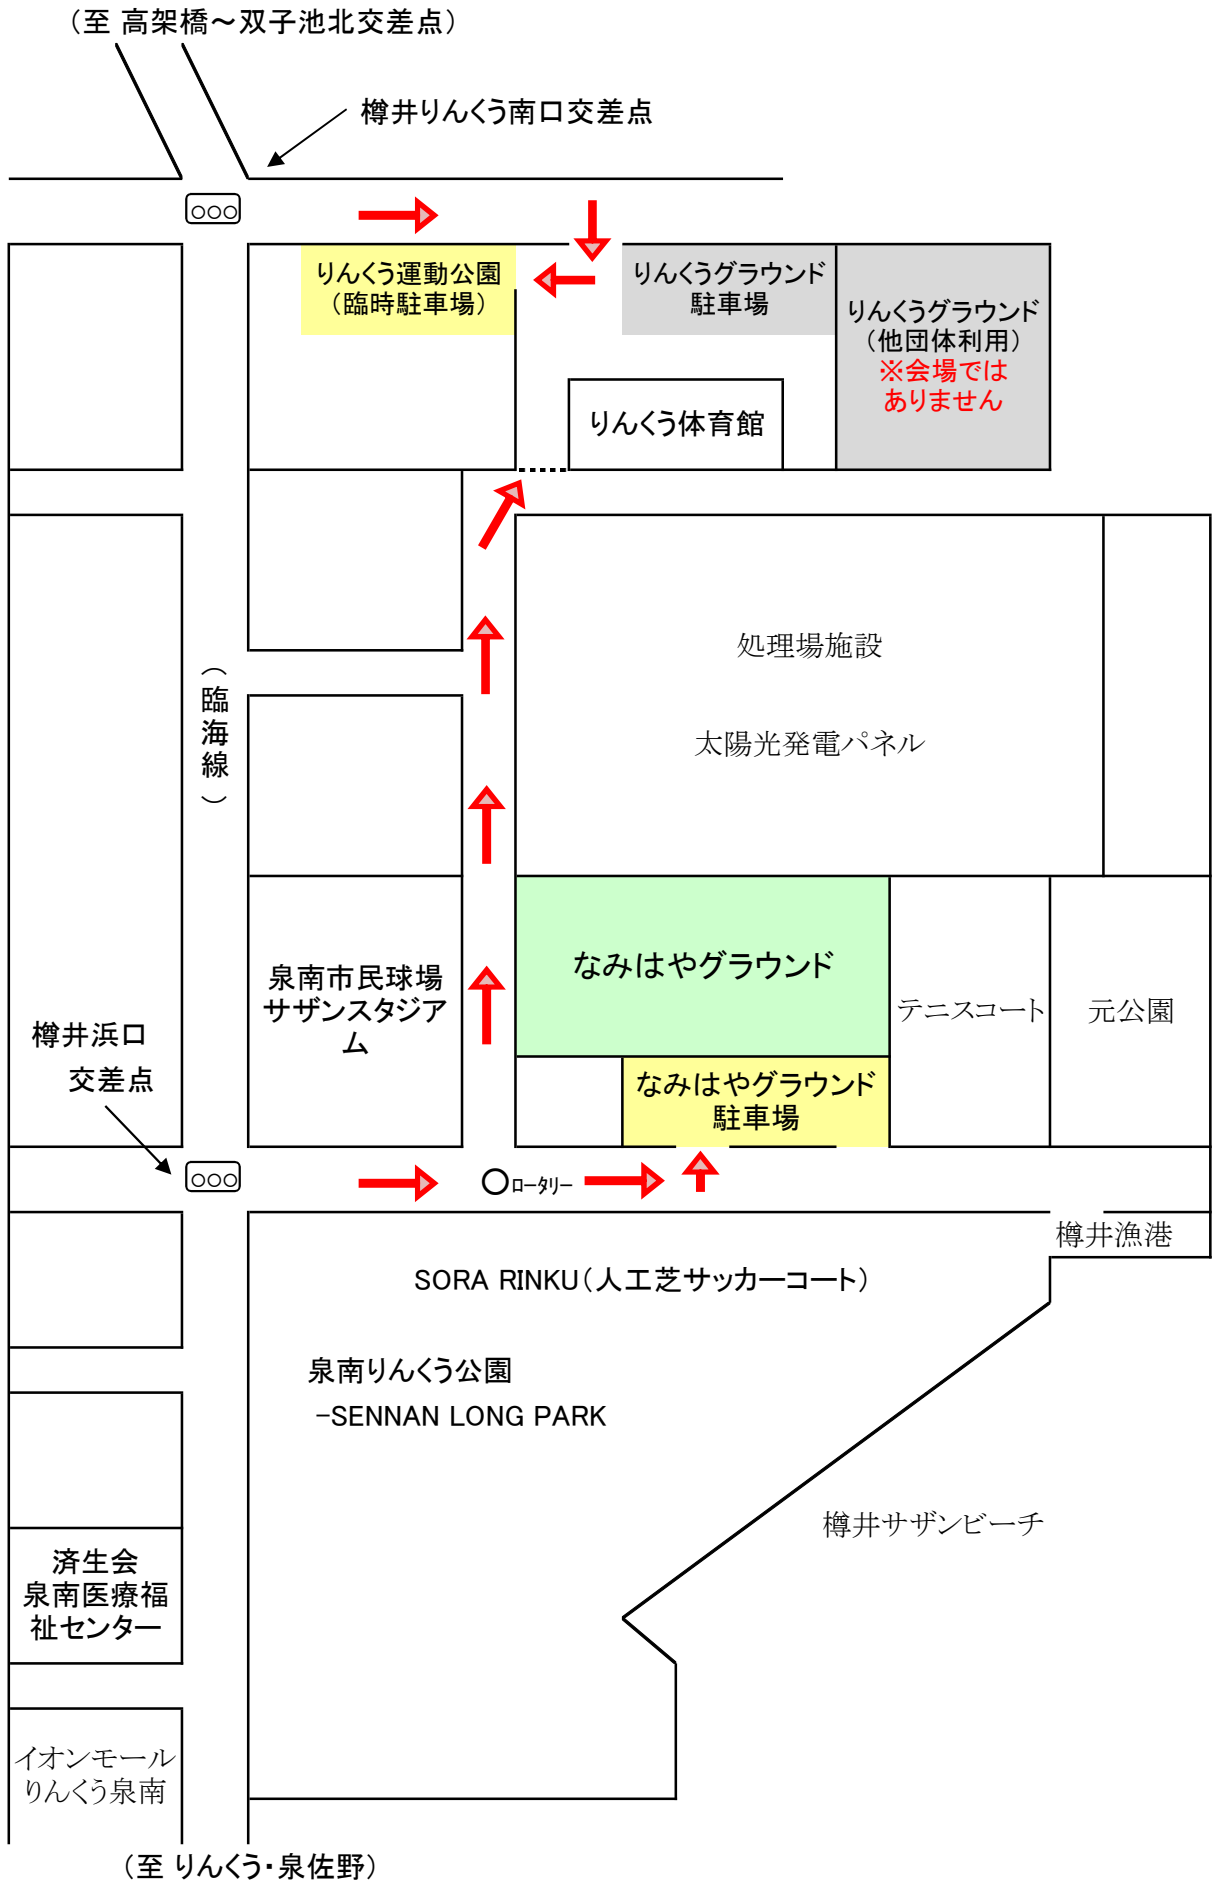 （至 高架橋～双子池北交差点）
樽井りんくう南口交差点
○○○
りんくう運動公園
（臨時駐車場）
りんくうグラウンド
駐車場
りんくうグラウンド
（他団体利用）
※会場では
ありません
りんくう体育館
処理場施設
（臨海線）
太陽光発電パネル
なみはやグラウンド
泉南市民球場
サザンスタジア
ム
テニスコート
元公園
樽井浜口
交差点
なみはやグラウンド
駐車場
○○○
ロータリー
樽井漁港
SORA RINKU（人工芝サッカーコート）
泉南りんくう公園
-SENNAN LONG PARK
樽井サザンビーチ
済生会
泉南医療福
祉センター
イオンモール
りんくう泉南
（至 りんくう・泉佐野）